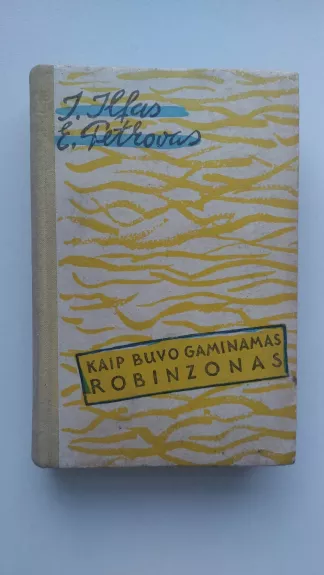 I. Ilfas
E. Petrovas
KAIP BUVO GAMINAMAS
ROBINZONAS